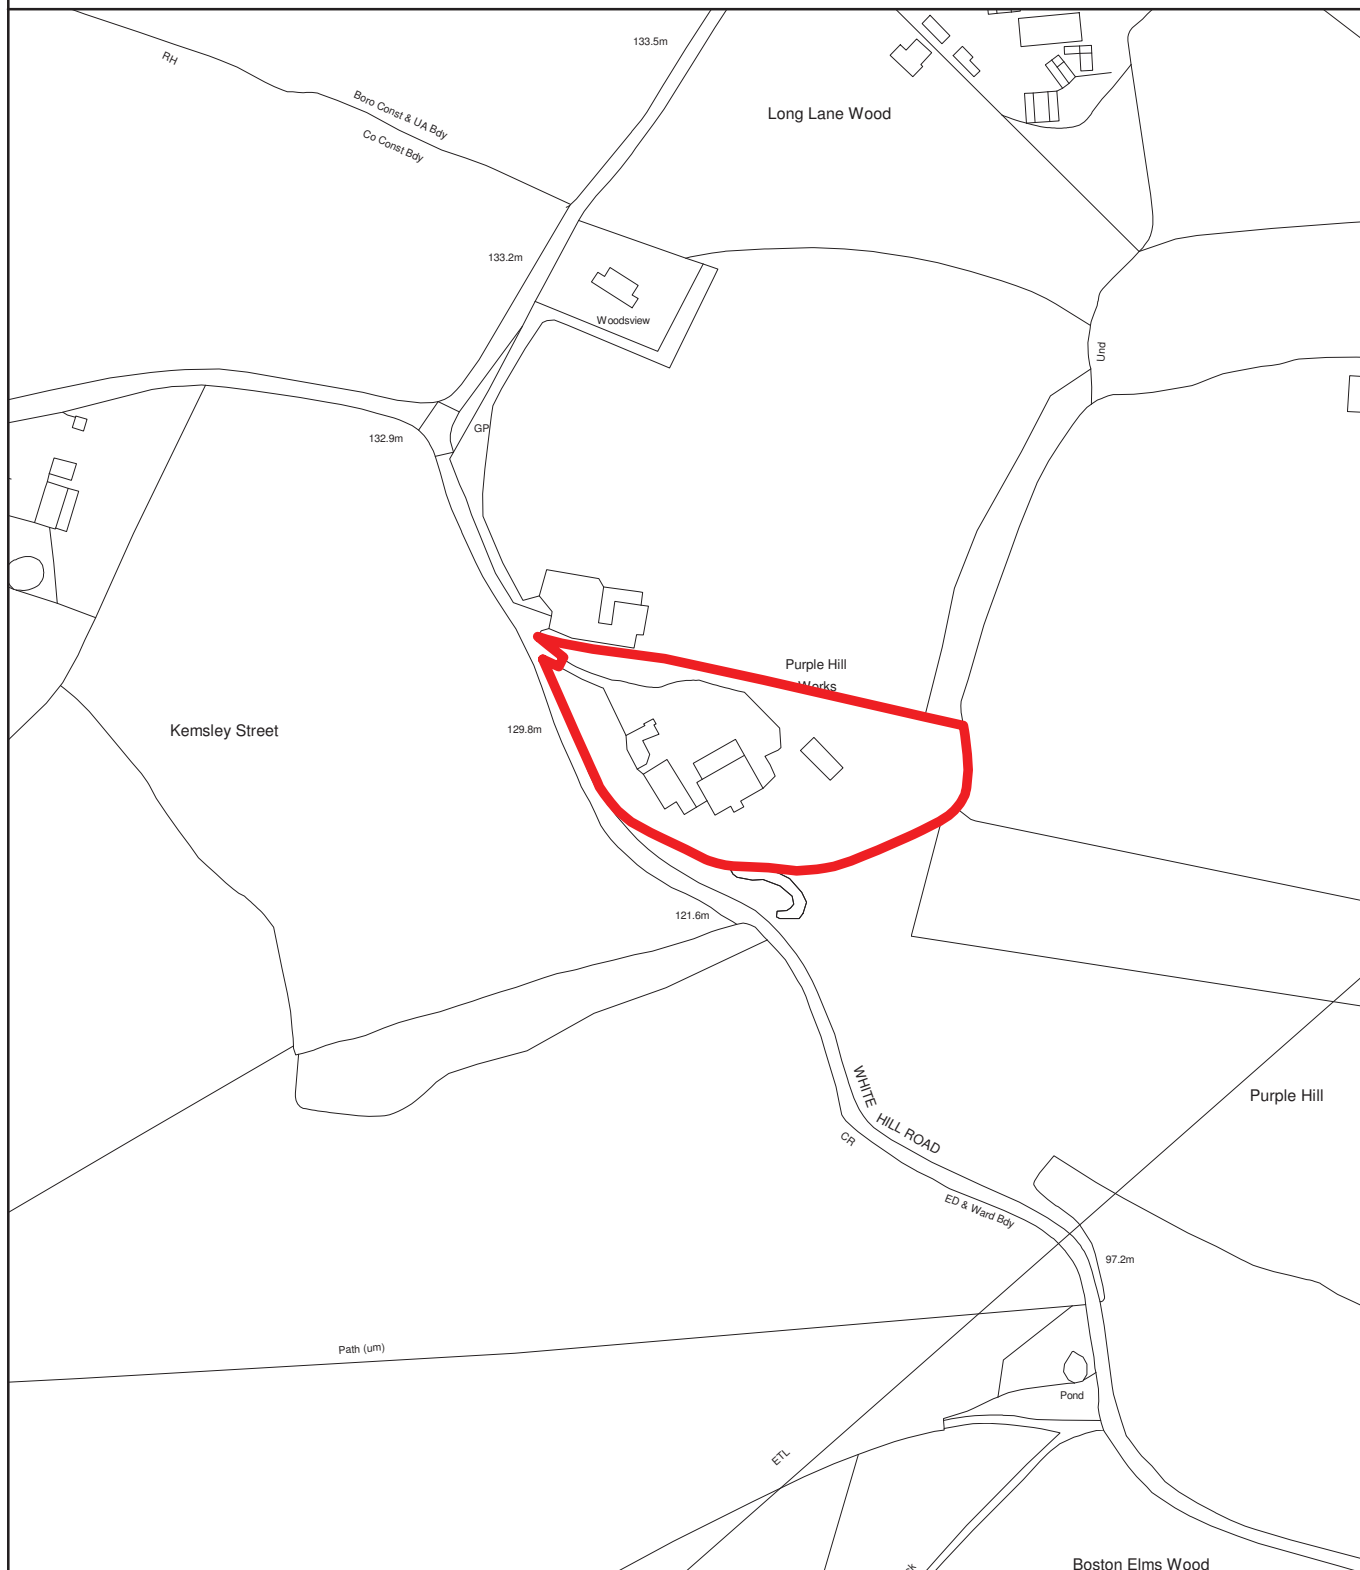 133.5m
RH
Boro Const & UA Bdy
Co Const Bdy
Long Lane Wood
133.2m
Woodsview
Und
GP
132.9m
Purple Hill
Works
129.8m
Kemsley Street
121.6m
WHITE HILL ROAD
CR
Purple Hill
ED & Ward Bdy
97.2m
Path (um)
Pond
ETL
Boston Elms Wood